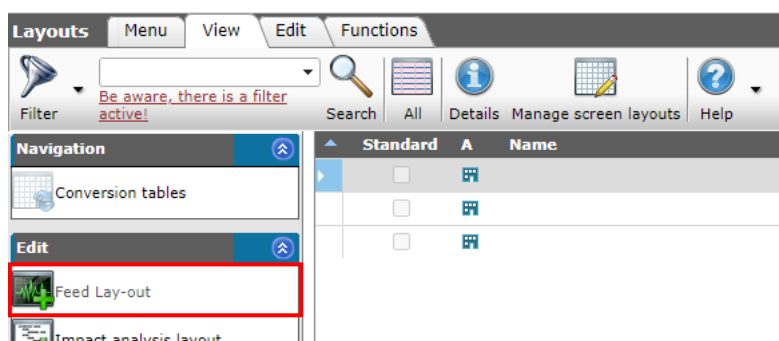 Layouts Menu View Edit Functions
Filter Be aware, there is a filter active! Search All Details Manage screen layouts Help
Navigation
Conversion tables
Edit
Feed Lay-out
Impact analysis layout
Standard A Name